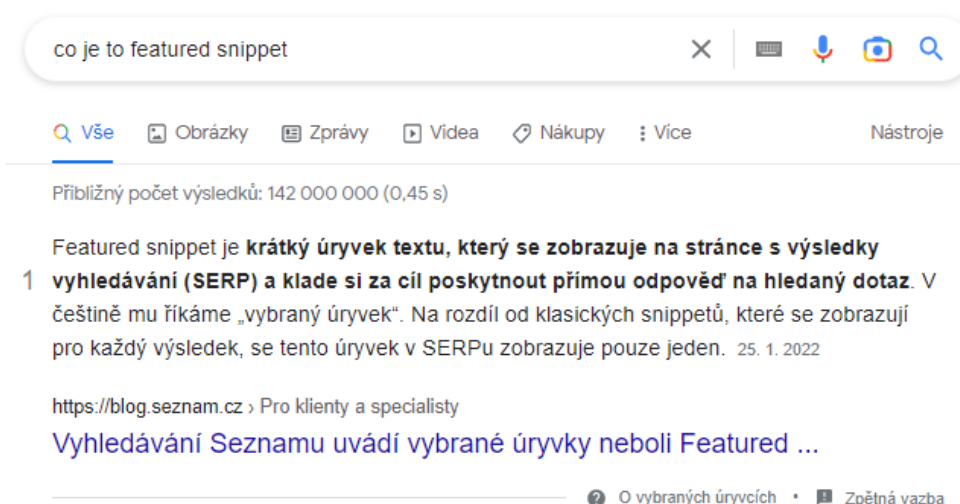 co je to featured snippet
Vše Obrázky Zprávy Videa Nákupy Více Nástroje
Přibližný počet výsledků: 142 000 000 (0,45 s)
Featured snippet je krátký úryvek textu, který se zobrazuje na stránce s výsledky
1 vyhledávání (SERP) a klade si za cíl poskytnout přímou odpověď na hledaný dotaz. V
češtině mu říkáme „vybraný úryvek“. Na rozdíl od klasických snippetů, které se zobrazují
pro každý výsledek, se tento úryvek v SERPu zobrazuje pouze jeden. 25. 1. 2022
https://blog.seznam.cz › Pro klienty a specialisty
Vyhledávání Seznamu uvádí vybrané úryvky neboli Featured ...
O vybraných úryvcích • Zpětná vazba